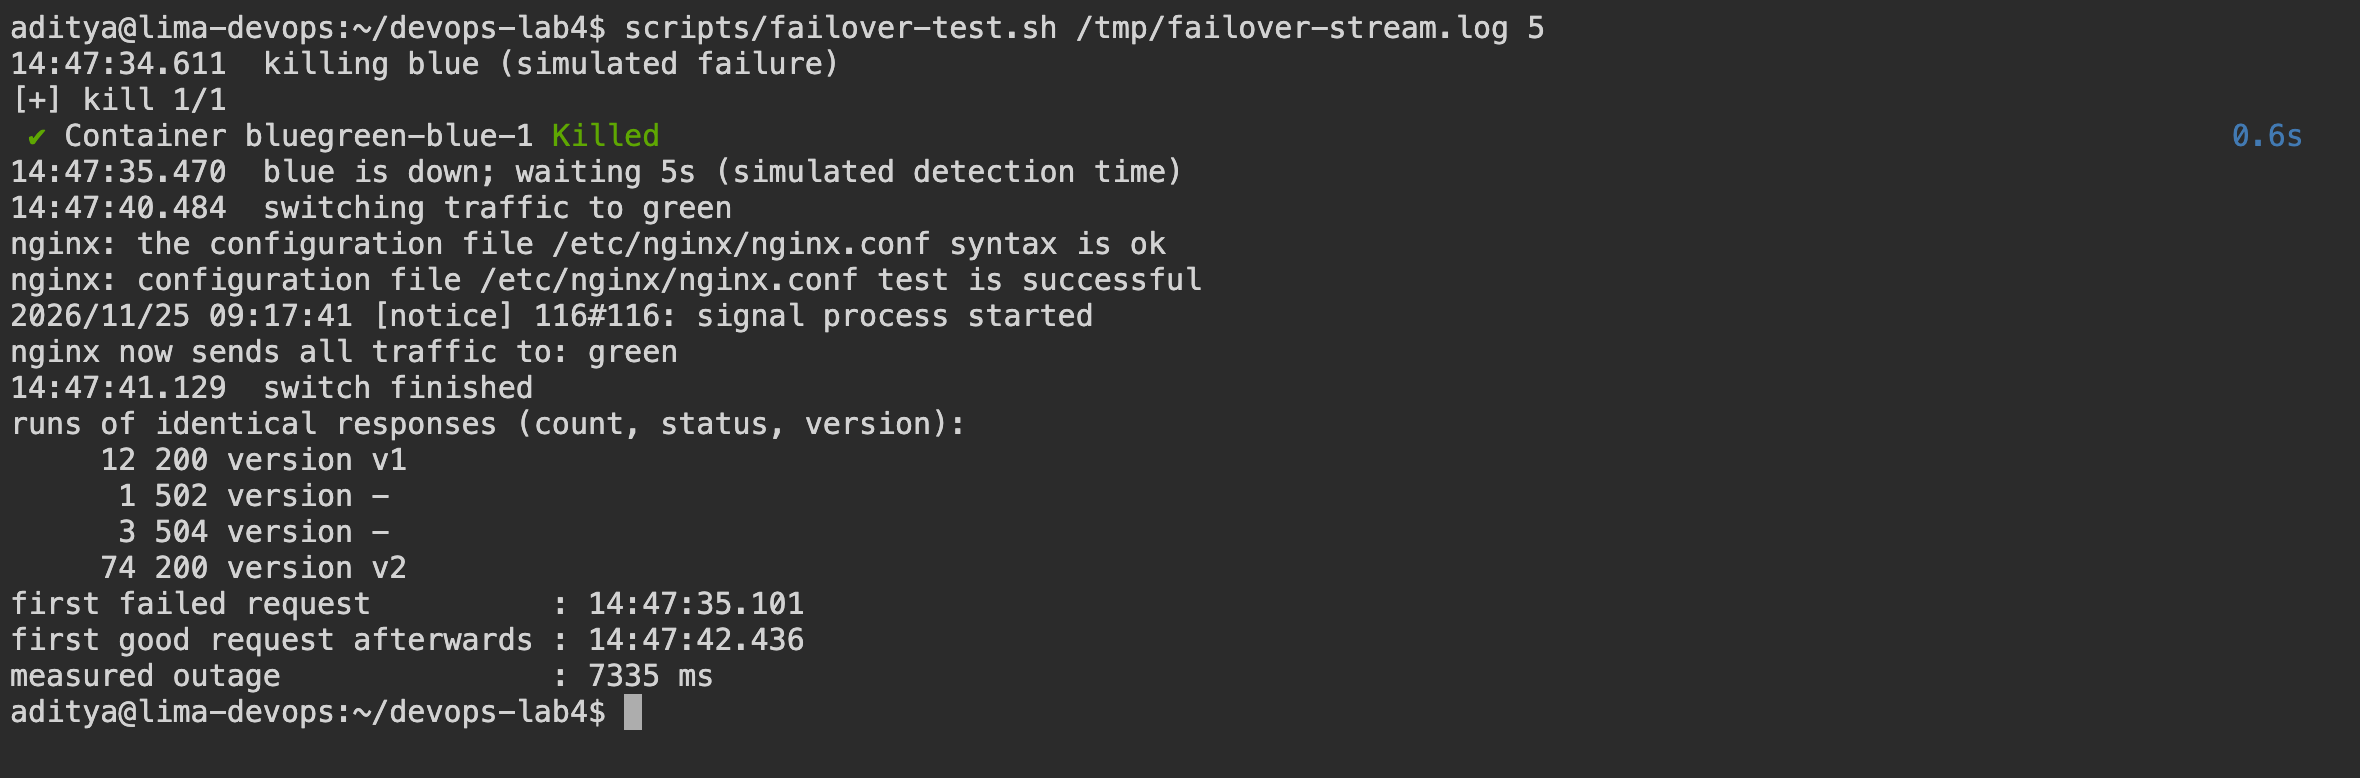 aditya@lima-devops:~/devops-lab4$ scripts/failover-test.sh /tmp/failover-stream.log 5
14:47:34.611  killing blue (simulated failure)
[+] kill 1/1
 ✔ Container bluegreen-blue-1 Killed 0.6s
14:47:35.470  blue is down; waiting 5s (simulated detection time)
14:47:40.484  switching traffic to green
nginx: the configuration file /etc/nginx/nginx.conf syntax is ok
nginx: configuration file /etc/nginx/nginx.conf test is successful
2026/11/25 09:17:41 [notice] 116#116: signal process started
nginx now sends all traffic to: green
14:47:41.129  switch finished
runs of identical responses (count, status, version):
     12 200 version v1
      1 502 version -
      3 504 version -
     74 200 version v2
first failed request          : 14:47:35.101
first good request afterwards : 14:47:42.436
measured outage               : 7335 ms
aditya@lima-devops:~/devops-lab4$